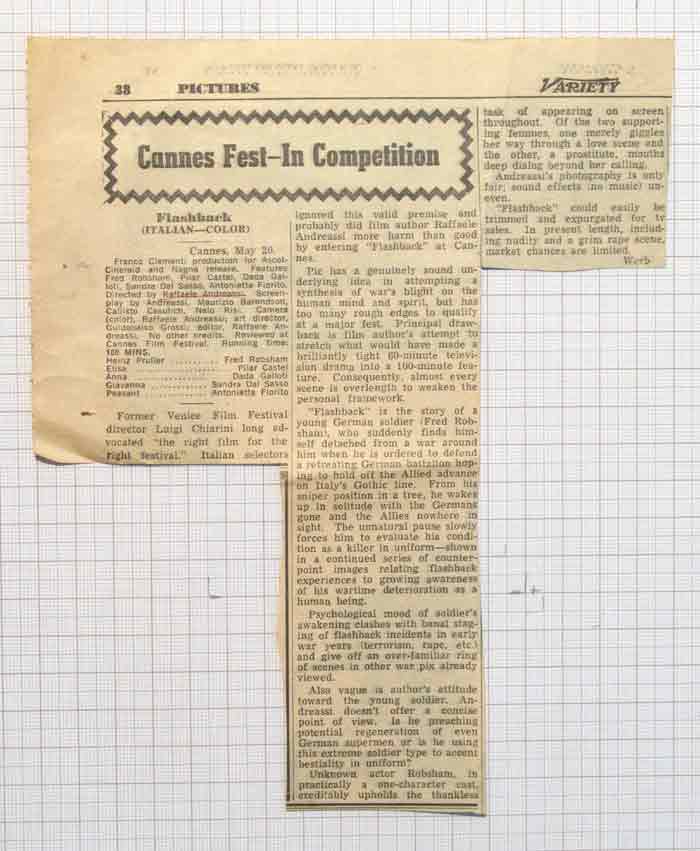 38 PICTURES VARIETY
Cannes Fest-In Competition
Flashback
(ITALIAN—COLOR)
Cannes, May 20.
Franco Clementi production for Ascot-
Cineraid and Magna release. Features
Fred Robsham, Pilar Castel, Dada Gal-
loti, Sandra Dal Sasso, Antonietta Fiorito.
Directed by Raffaele Andreassi. Screen-
play by Andreassi, Maurizio Barendson,
Callisto Cosulich, Nelo Risi. Camera
(color), Raffaele Andreassi; art director,
Guidobaldo Grossi; editor, Raffaele An-
dreassi. No other credits. Reviewed at
Cannes Film Festival. Running time:
100 MINS.
Heinz Pruller ........... Fred Robsham
Elisa .................. Pilar Castel
Anna ................... Dada Galloti
Giavanna ............ Sandra Dal Sasso
Peasant ............ Antonietta Fiorito
Former Venice Film Festival
director Luigi Chiarini long ad-
vocated "the right film for the
right festival." Italian selectors
ignored this valid premise and
probably did film author Raffaele
Andreassi more harm than good
by entering "Flashback" at Can-
nes.
Pic has a genuinely sound un-
derlying idea in attempting a
synthesis of war's blight on the
human mind and spirit, but has
too many rough edges to qualify
at a major fest. Principal draw-
back is film author's attempt to
stretch what would have made a
brilliantly tight 60-minute televi-
sion drama into a 100-minute fea-
ture. Consequently, almost every
scene is overlength to weaken the
personal framework.
"Flashback" is the story of a
young German soldier (Fred Rob-
sham), who suddenly finds him-
self detached from a war around
him when he is ordered to defend
a retreating German battalion hop-
ing to hold off the Allied advance
on Italy's Gothic line. From his
sniper position in a tree, he wakes
up in solitude with the Germans
gone and the Allies nowhere in
sight. The unnatural pause slowly
forces him to evaluate his condi-
tion as a killer in uniform—shown
in a continued series of counter-
point images relating flashback
experiences to growing awareness
of his wartime deterioration as a
human being.
Psychological mood of soldier's
awakening clashes with banal stag-
ing of flashback incidents in early
war years (terrorism, rape, etc.)
and give off an over-familiar ring
of scenes in other war pix already
viewed.
Also vague is author's attitude
toward the young soldier. An-
dreassi doesn't offer a concise
point of view. Is he preaching
potential regeneration of even
German supermen or is he using
this extreme soldier type to accent
bestiality in uniform?
Unknown actor Robsham, in
practically a one-character cast,
creditably upholds the thankless
task of appearing on screen
throughout. Of the two support-
ing femmes, one merely giggles
her way through a love scene and
the other, a prostitute, mouths
deep dialog beyond her calling.
Andreassi's photography is only
fair; sound effects (no music) un-
even.
"Flashback" could easily be
trimmed and expurgated for tv
sales. In present length, includ-
ing nudity and a grim rape scene,
market chances are limited.
Werb